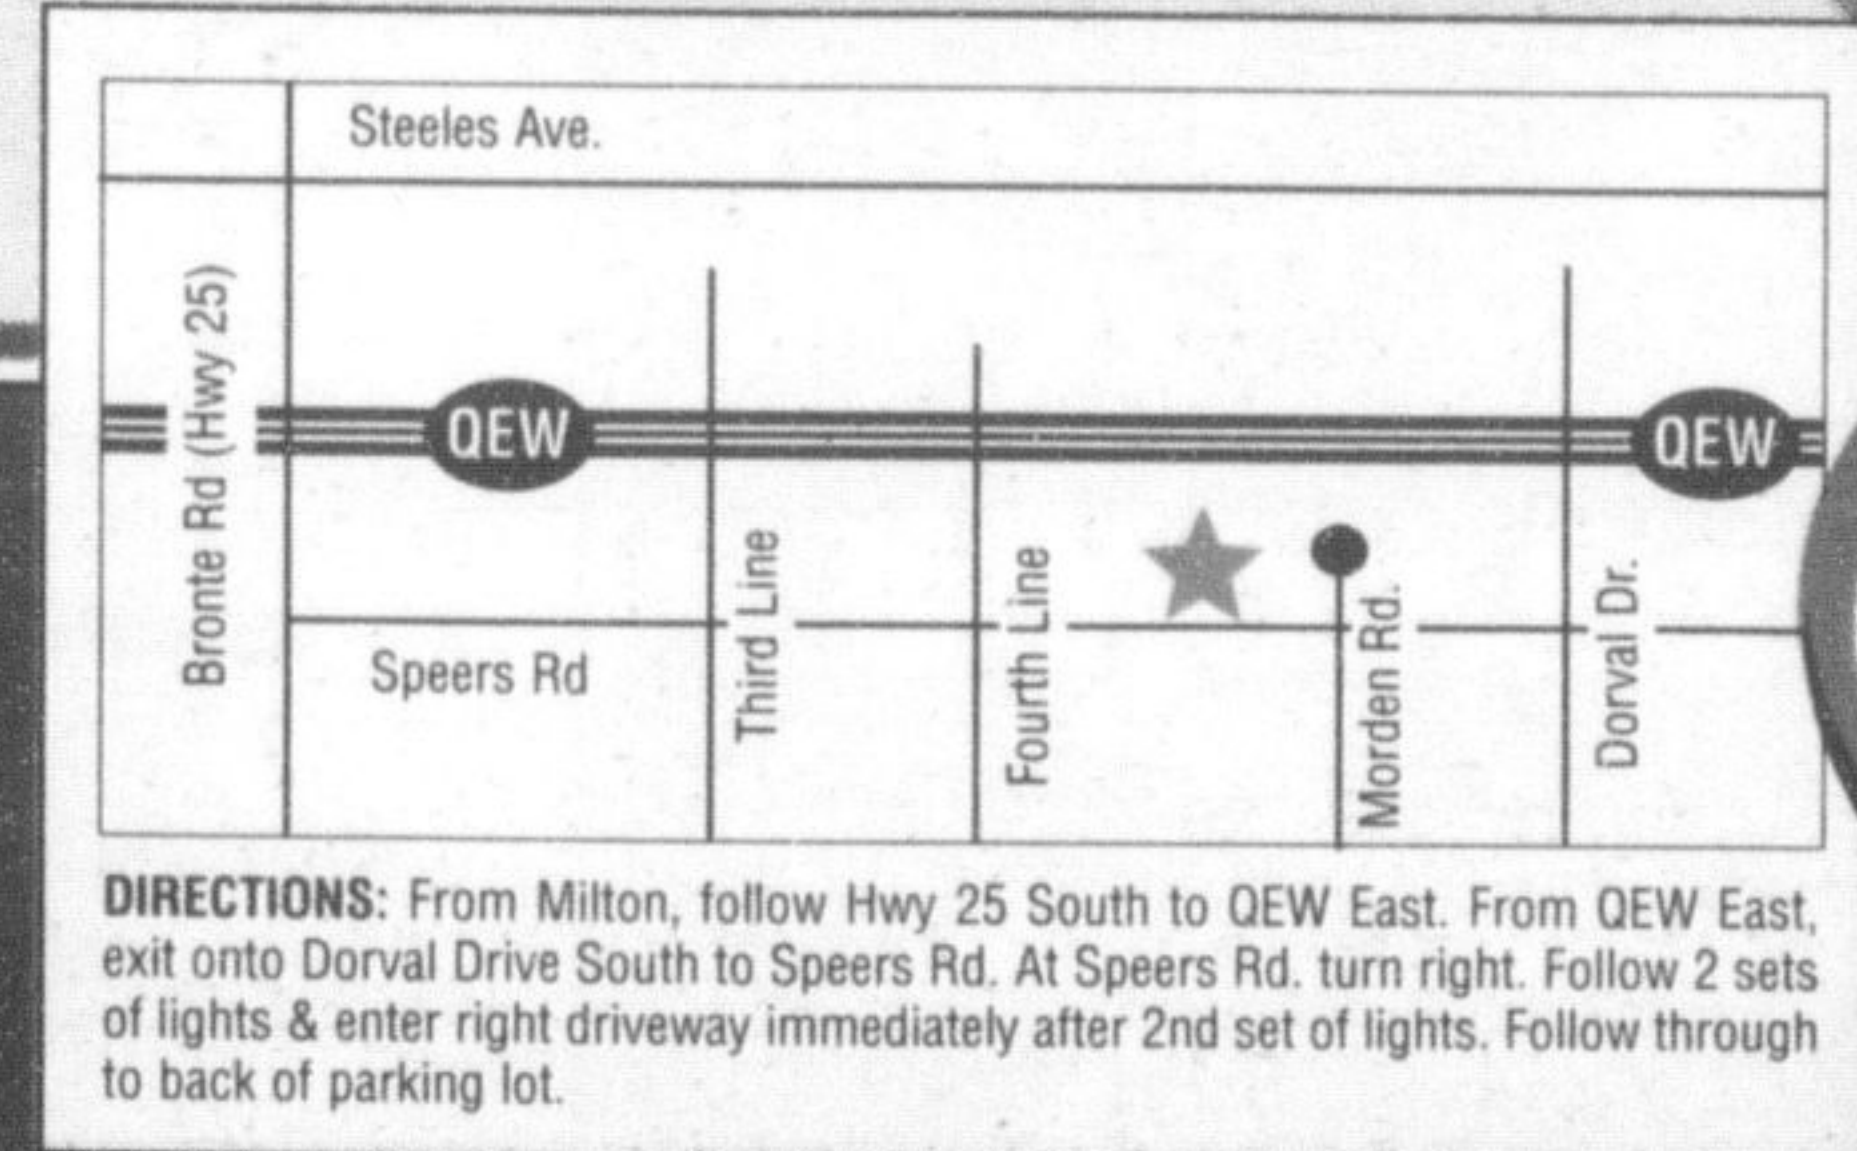 Steeles Ave.
Bronte Rd (Hwy 25)
QEW
QEW
Speers Rd
Third Line
Fourth Line
Morden Rd.
Dorval Dr.
DIRECTIONS: From Milton, follow Hwy 25 South to QEW East. From QEW East,
exit onto Dorval Drive South to Speers Rd. At Speers Rd. turn right. Follow 2 sets
of lights & enter right driveway immediately after 2nd set of lights. Follow through
to back of parking lot.